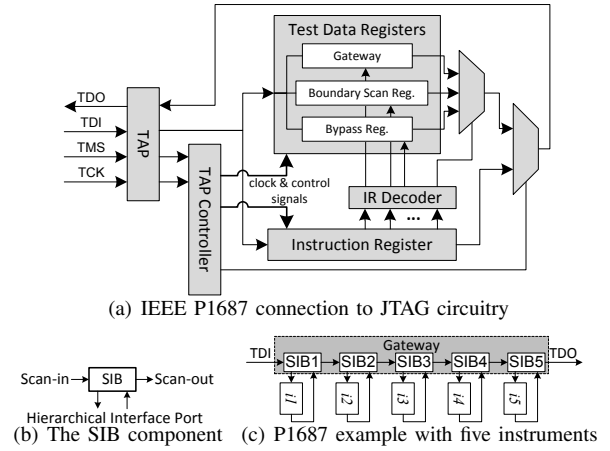 Test Data Registers
Gateway
Boundary Scan Reg.
Bypass Reg.
TDO
TDI
TMS
TCK
TAP
TAP Controller
clock & control
signals
IR Decoder
...
Instruction Register
(a) IEEE P1687 connection to JTAG circuitry
Scan-in
SIB
Scan-out
Hierarchical Interface Port
(b) The SIB component
Gateway
TDI
SIB1
SIB2
SIB3
SIB4
SIB5
TDO
i1
i2
i3
i4
i5
(c) P1687 example with five instruments